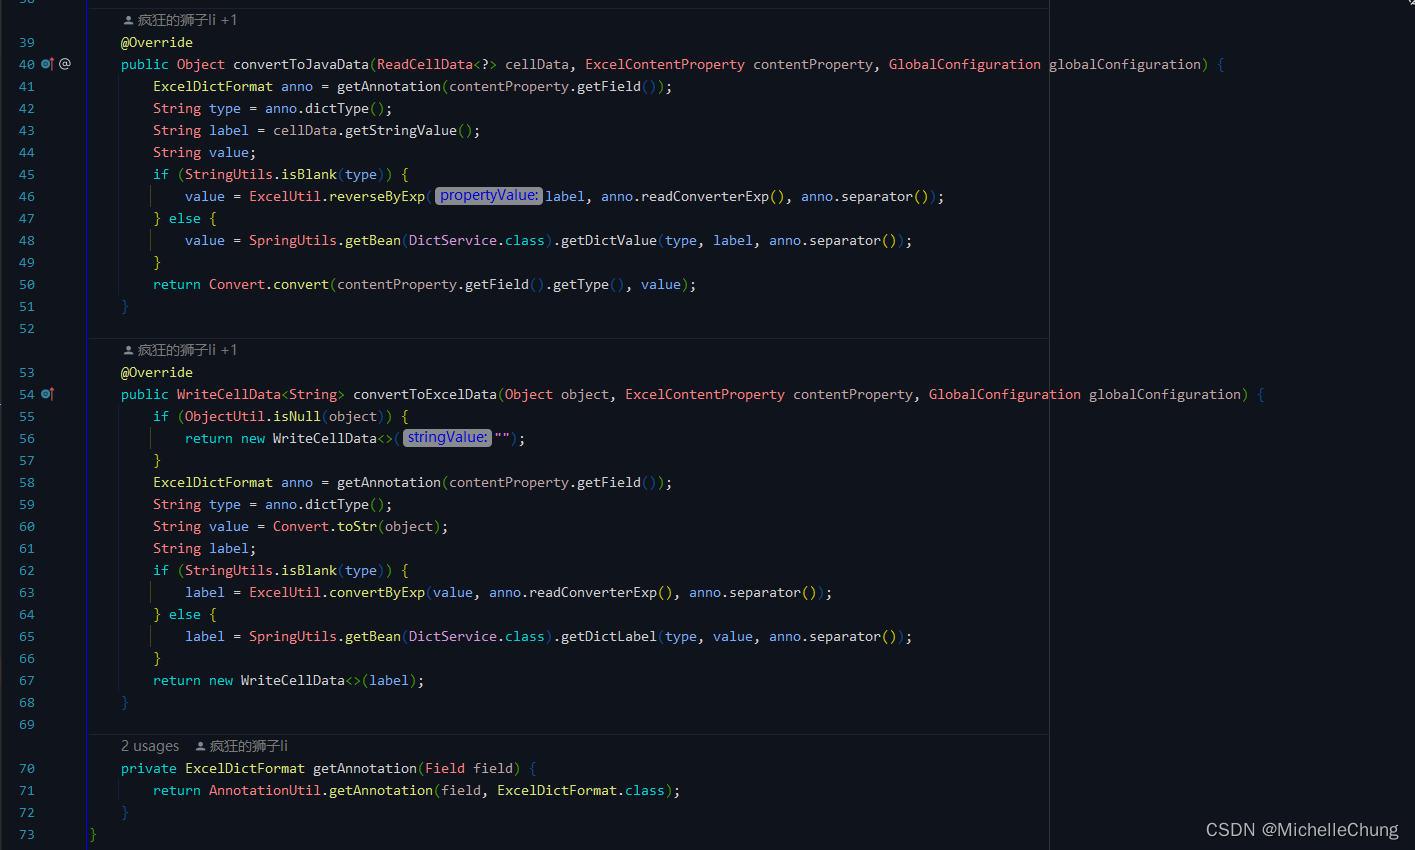 疯狂的狮子li +1
39 @Override
40 @ public Object convertToJavaData(ReadCellData<?> cellData, ExcelContentProperty contentProperty, GlobalConfiguration globalConfiguration) {
41 ExcelDictFormat anno = getAnnotation(contentProperty.getField());
42 String type = anno.dictType();
43 String label = cellData.getStringValue();
44 String value;
45 if (StringUtils.isBlank(type)) {
46 value = ExcelUtil.reverseByExp( propertyValue: label, anno.readConverterExp(), anno.separator());
47 } else {
48 value = SpringUtils.getBean(DictService.class).getDictValue(type, label, anno.separator());
49 }
50 return Convert.convert(contentProperty.getField().getType(), value);
51 }
52
疯狂的狮子li +1
53 @Override
54 public WriteCellData<String> convertToExcelData(Object object, ExcelContentProperty contentProperty, GlobalConfiguration globalConfiguration) {
55 if (ObjectUtil.isNull(object)) {
56 return new WriteCellData<>( stringValue: "");
57 }
58 ExcelDictFormat anno = getAnnotation(contentProperty.getField());
59 String type = anno.dictType();
60 String value = Convert.toStr(object);
61 String label;
62 if (StringUtils.isBlank(type)) {
63 label = ExcelUtil.convertByExp(value, anno.readConverterExp(), anno.separator());
64 } else {
65 label = SpringUtils.getBean(DictService.class).getDictLabel(type, value, anno.separator());
66 }
67 return new WriteCellData<>(label);
68 }
69
2 usages 疯狂的狮子li
70 private ExcelDictFormat getAnnotation(Field field) {
71 return AnnotationUtil.getAnnotation(field, ExcelDictFormat.class);
72 }
73 }
CSDN @MichelleChung